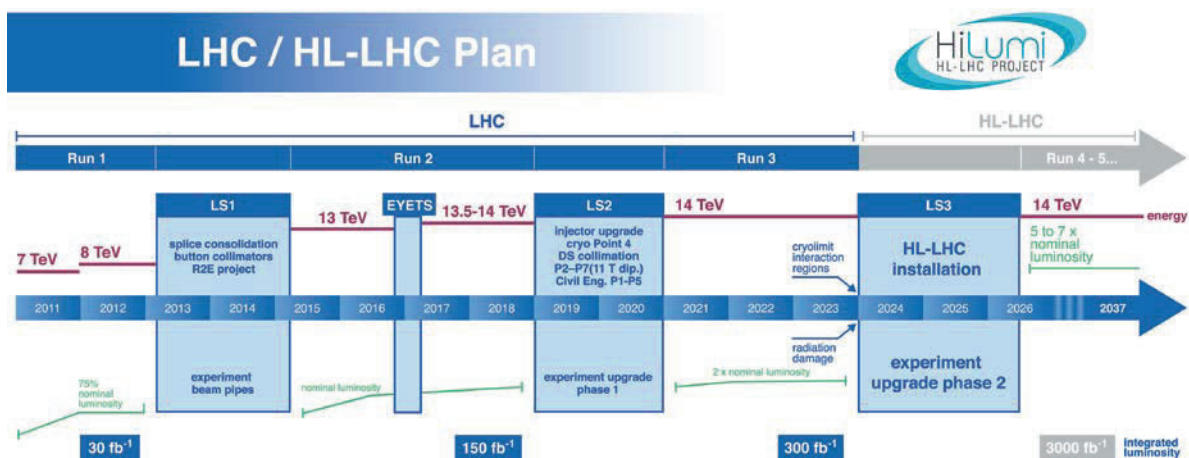 LHC / HL-LHC Plan
HiLumi
HL-LHC PROJECT
LHC
HL-LHC
Run 1
Run 2
Run 3
Run 4 - 5...
LS1
EYETS
LS2
LS3
7 TeV
8 TeV
splice consolidation
button collimators
R2E project
13 TeV
13.5-14 TeV
injector upgrade
cryo Point 4
DS collimation
P2-P7(11 T dip.)
Civil Eng. P1-P5
14 TeV
cryolimit
interaction
regions
HL-LHC
installation
14 TeV
energy
5 to 7 x
nominal
luminosity
2011 2012 2013 2014 2015 2016 2017 2018 2019 2020 2021 2022 2023 2024 2025 2026 2037
75%
nominal
luminosity
experiment
beam pipes
nominal luminosity
experiment upgrade
phase 1
2 x nominal luminosity
radiation
damage
experiment
upgrade phase 2
30 fb⁻¹
150 fb⁻¹
300 fb⁻¹
3000 fb⁻¹
integrated
luminosity